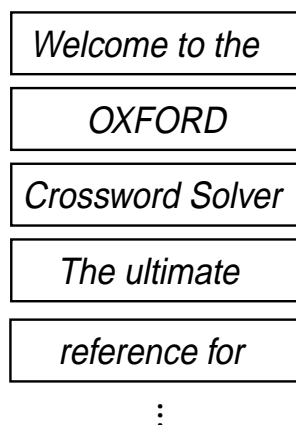 Welcome to the
OXFORD
Crossword Solver
The ultimate
reference for
⋮